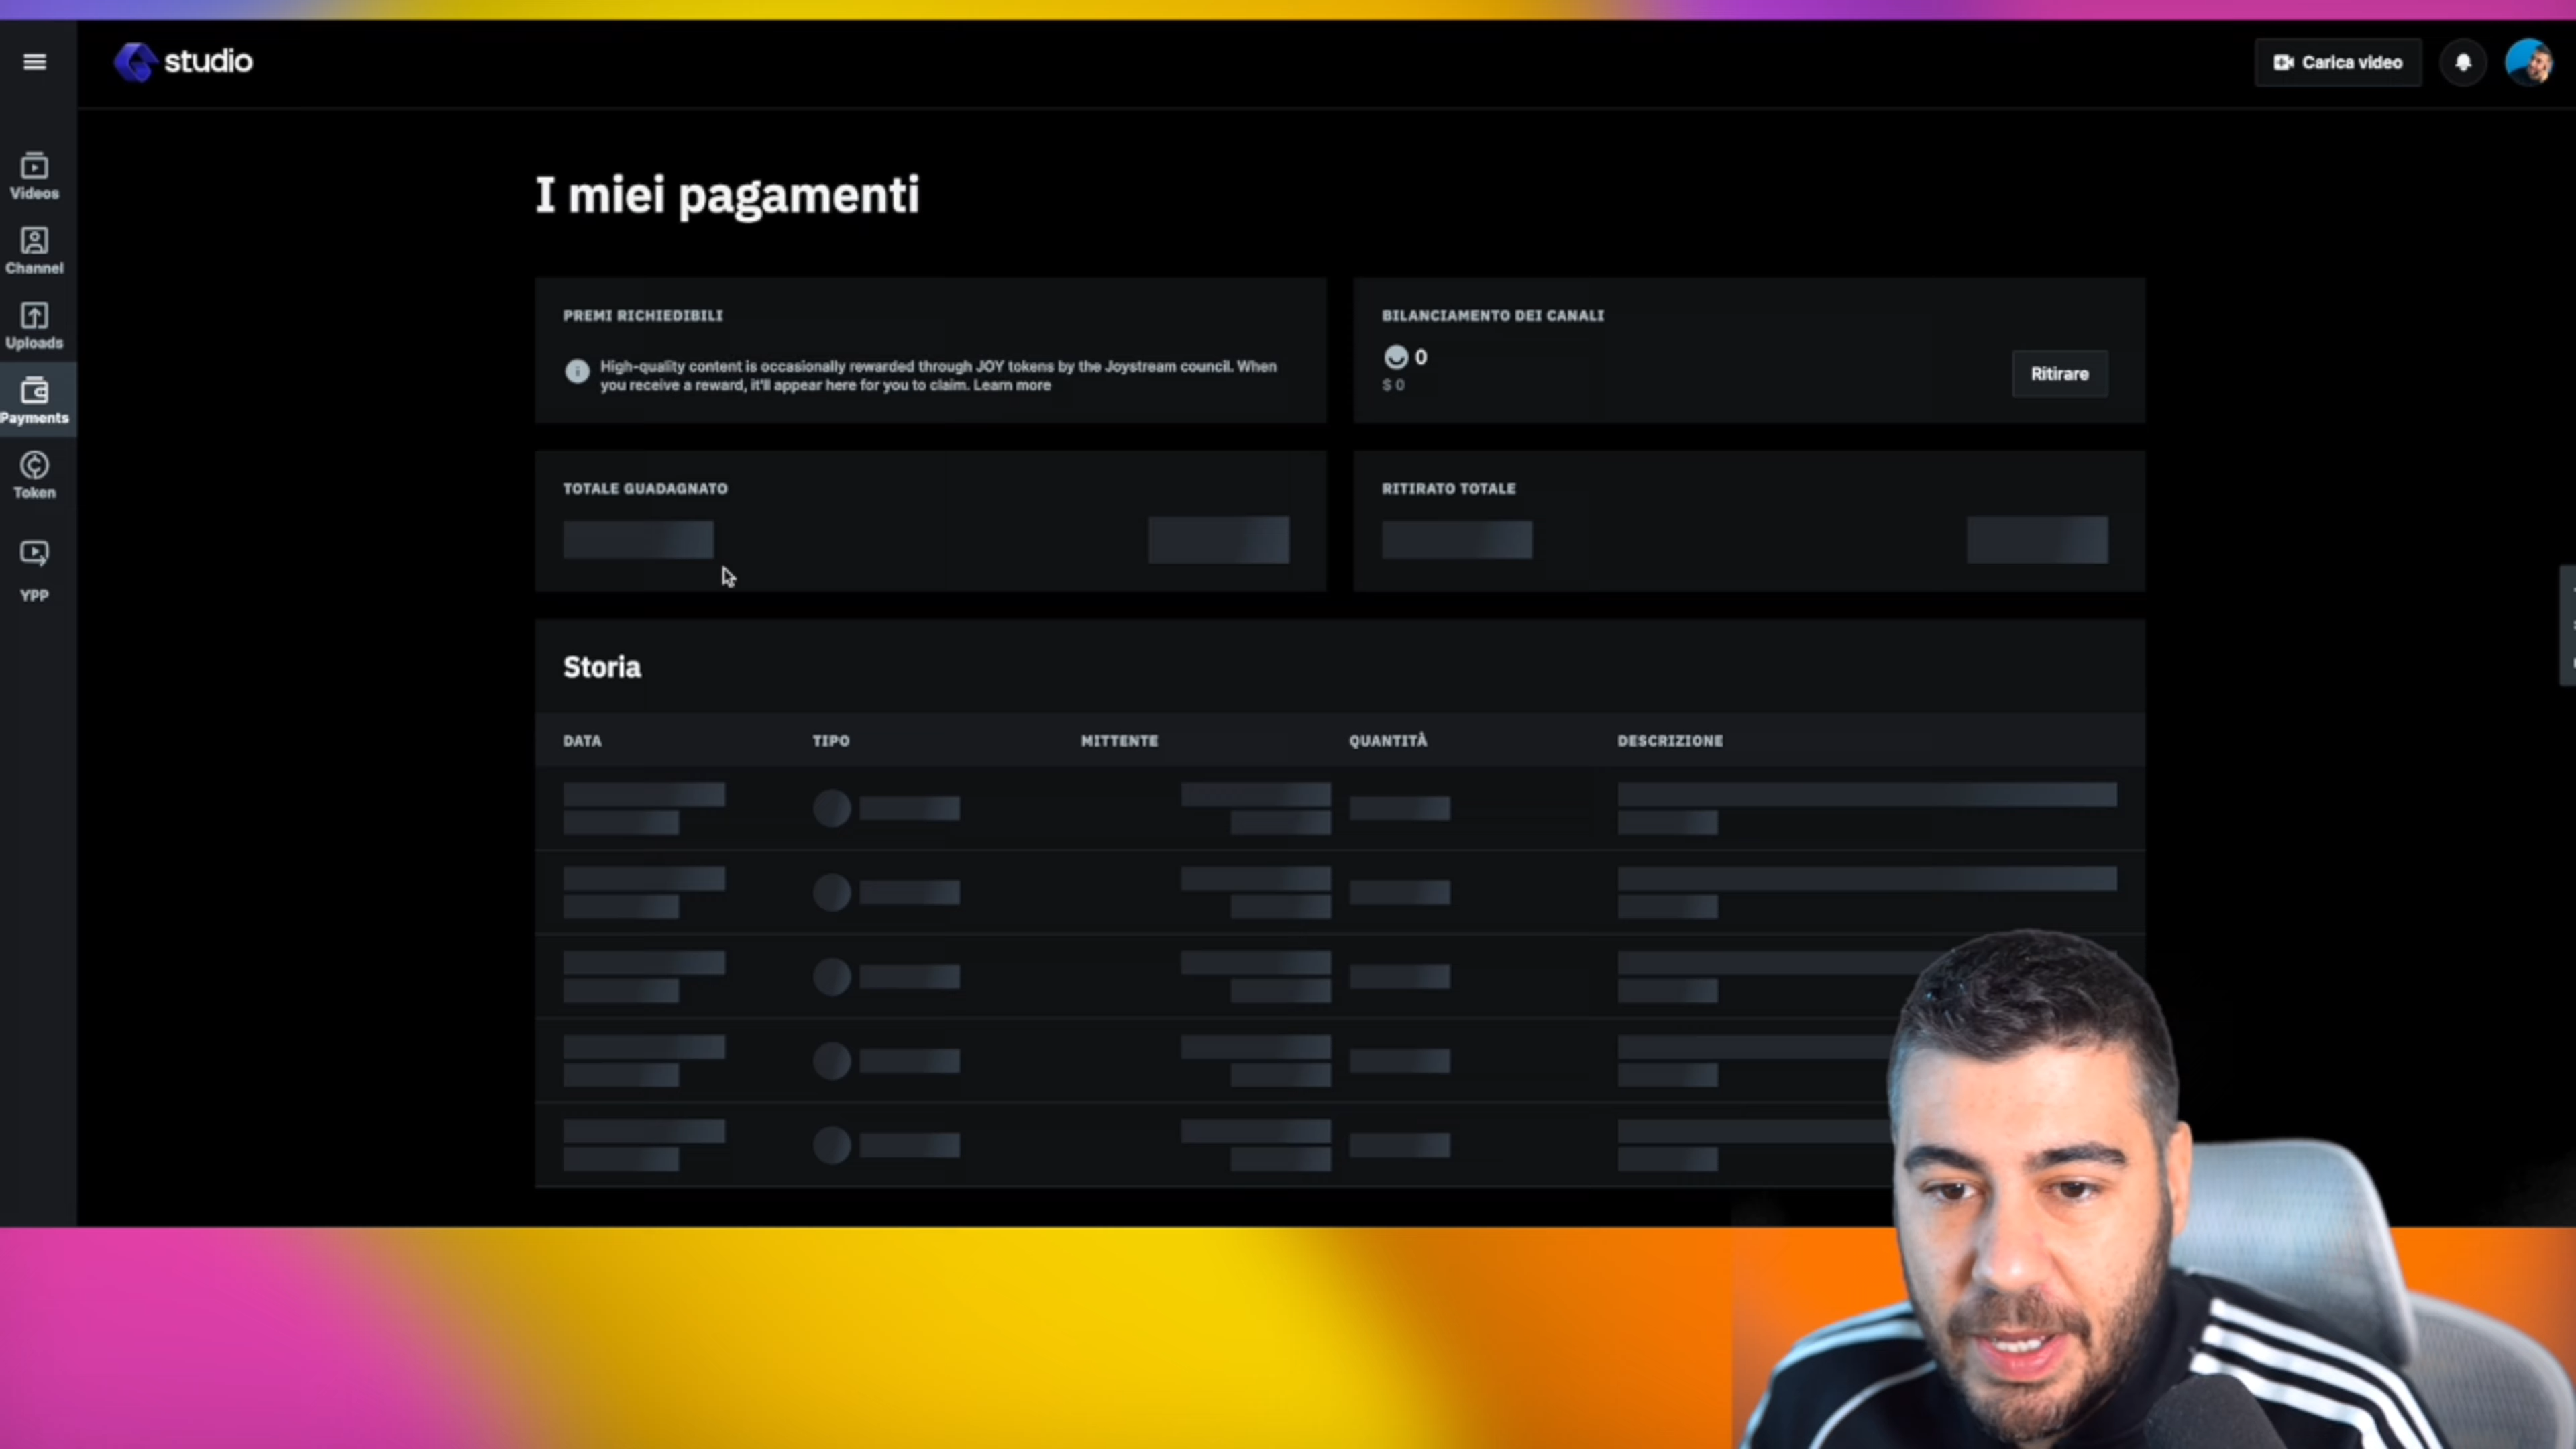 studio
Carica video
Videos
Channel
Uploads
Payments
Token
YPP
I miei pagamenti
PREMI RICHIEDIBILI
High-quality content is occasionally rewarded through JOY tokens by the Joystream council. When
you receive a reward, it'll appear here for you to claim. Learn more
BILANCIAMENTO DEI CANALI
0
$ 0
Ritirare
TOTALE GUADAGNATO
RITIRATO TOTALE
Storia
DATA TIPO MITTENTE QUANTITÀ DESCRIZIONE